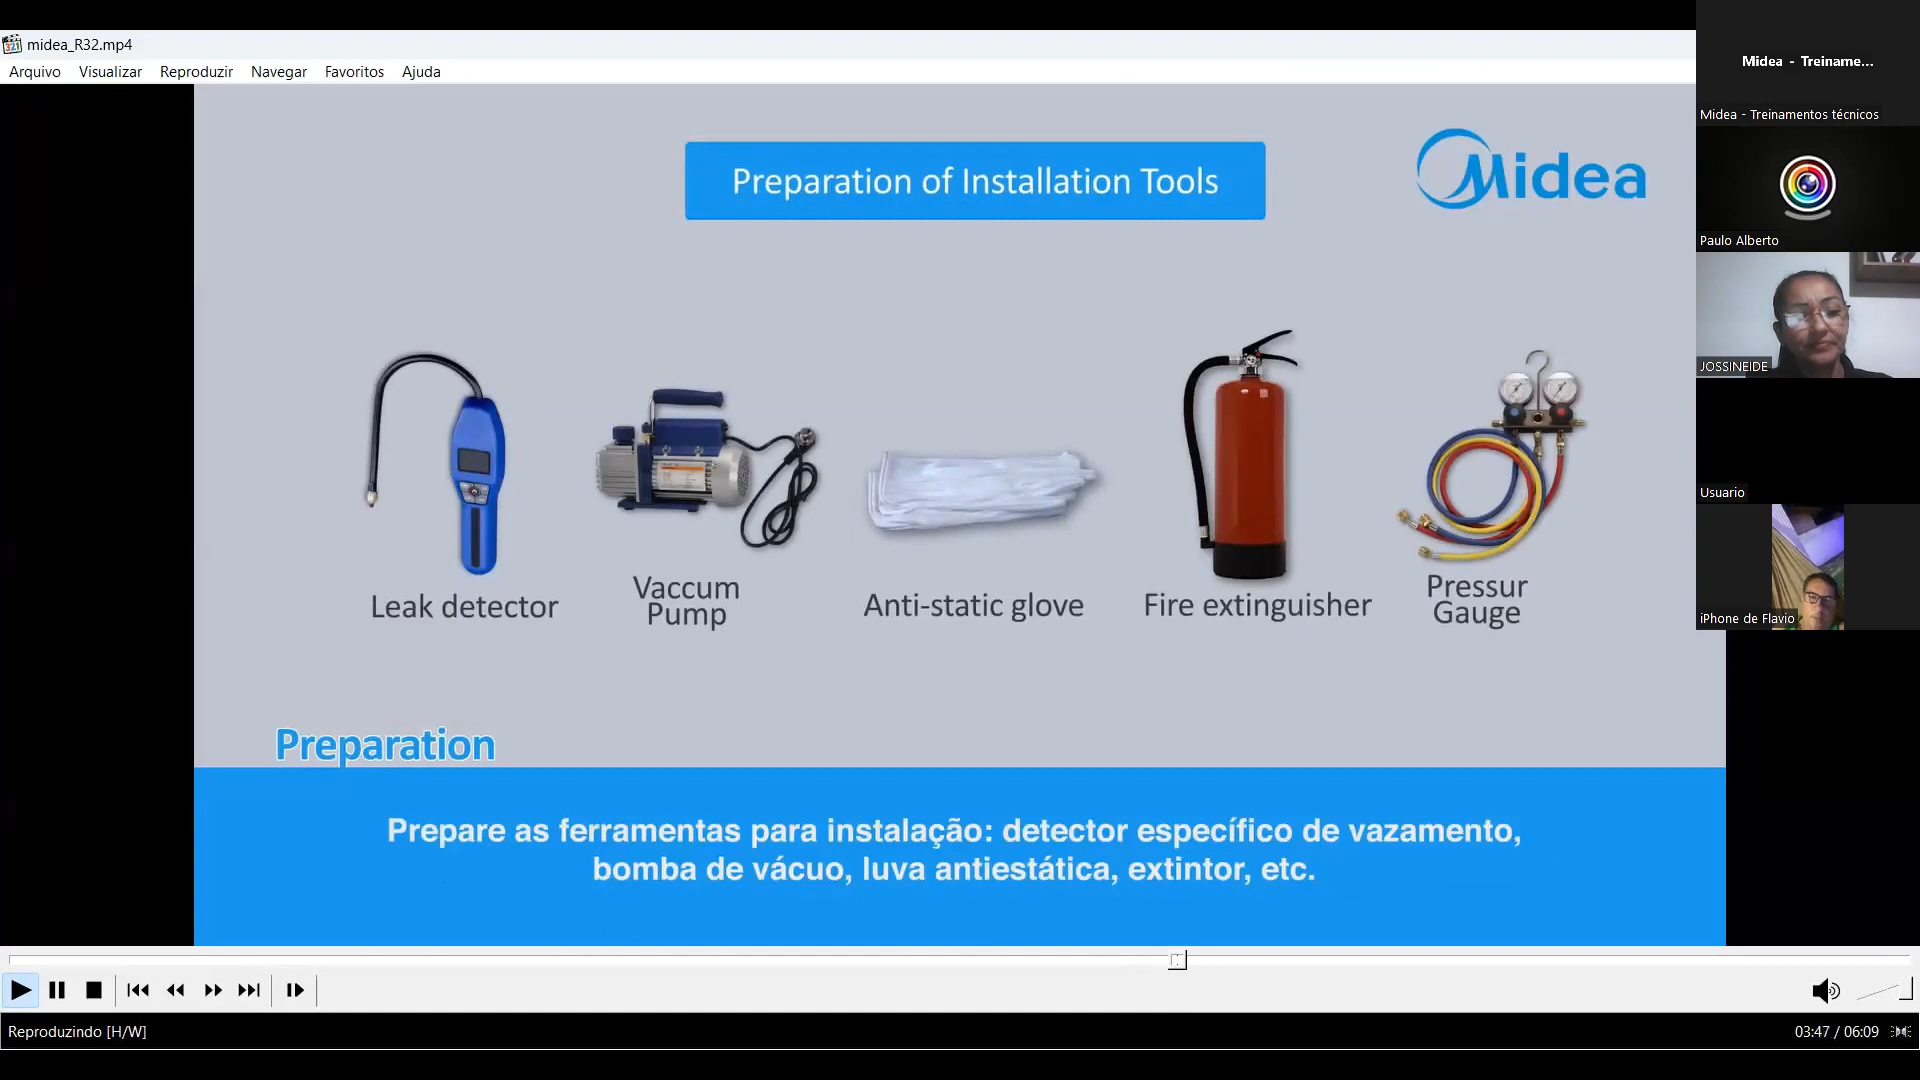 midea_R32.mp4
Arquivo Visualizar Reproduzir Navegar Favoritos Ajuda
Preparation of Installation Tools
Midea
Leak detector
Vaccum
Pump
Anti-static glove
Fire extinguisher
Pressur
Gauge
Preparation
Prepare as ferramentas para instalação: detector específico de vazamento,
bomba de vácuo, luva antiestática, extintor, etc.
Reproduzindo [H/W]
03:47 / 06:09
Midea - Treiname...
Midea - Treinamentos técnicos
Paulo Alberto
JOSSINEIDE
Usuario
iPhone de Flavio